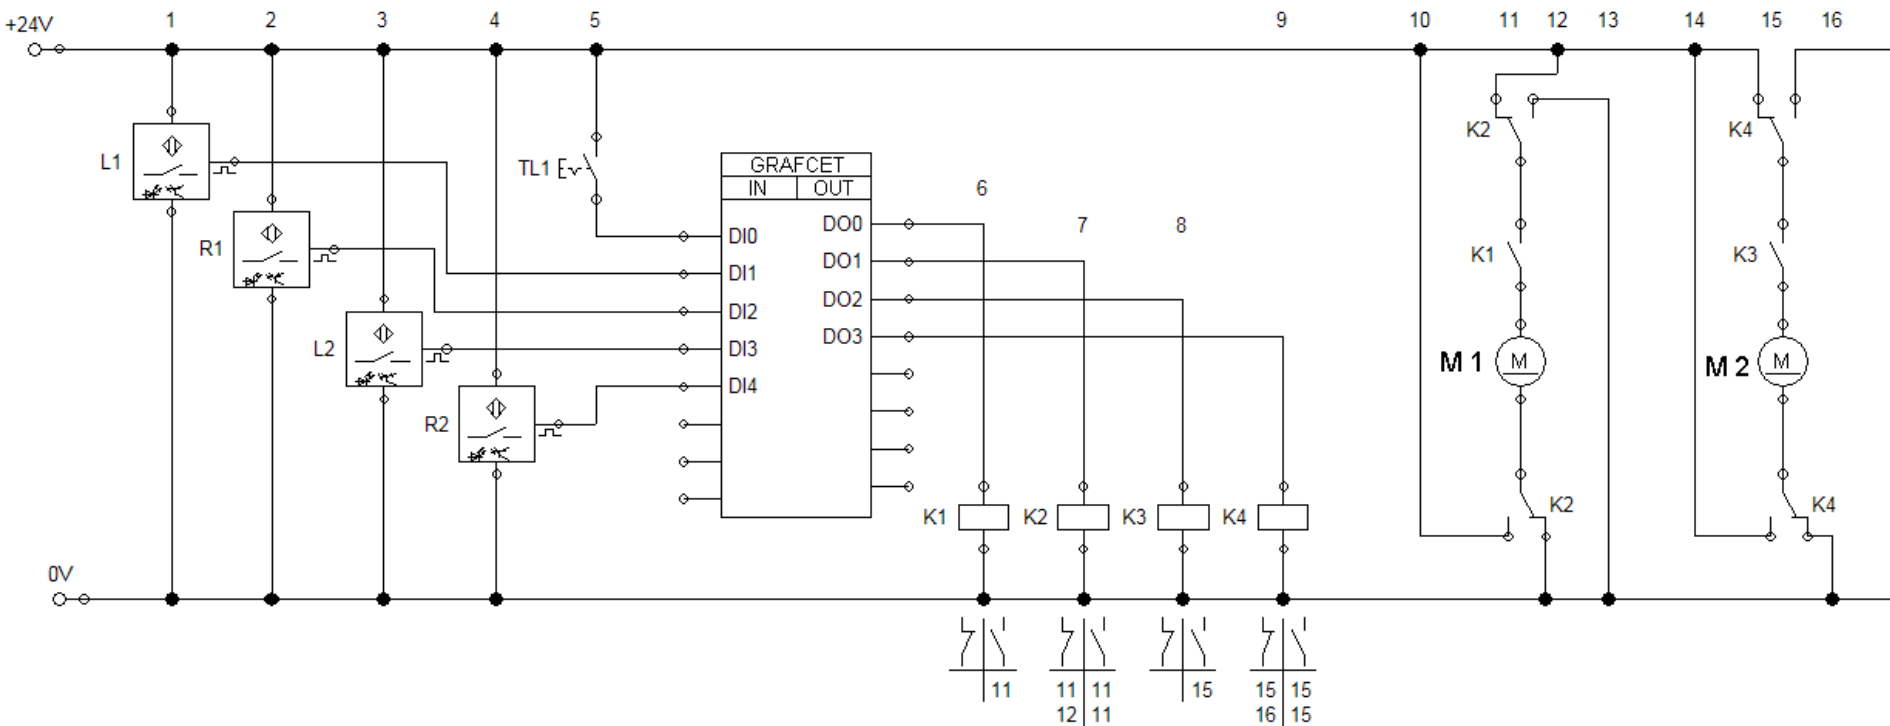 +24V 1 2 3 4 5 9 10 11 12 13 14 15 16
K2 K4
L1 TL1 GRAFCET
IN OUT 6
R1 DI0 DO0 7 8
DI1 DO1 K1 K3
DI2 DO2
L2 DI3 DO3
M 1 M M 2 M
DI4
R2
K1 K2 K3 K4 K2 K4
0V
11 11 11 15 15 15
12 11 16 15